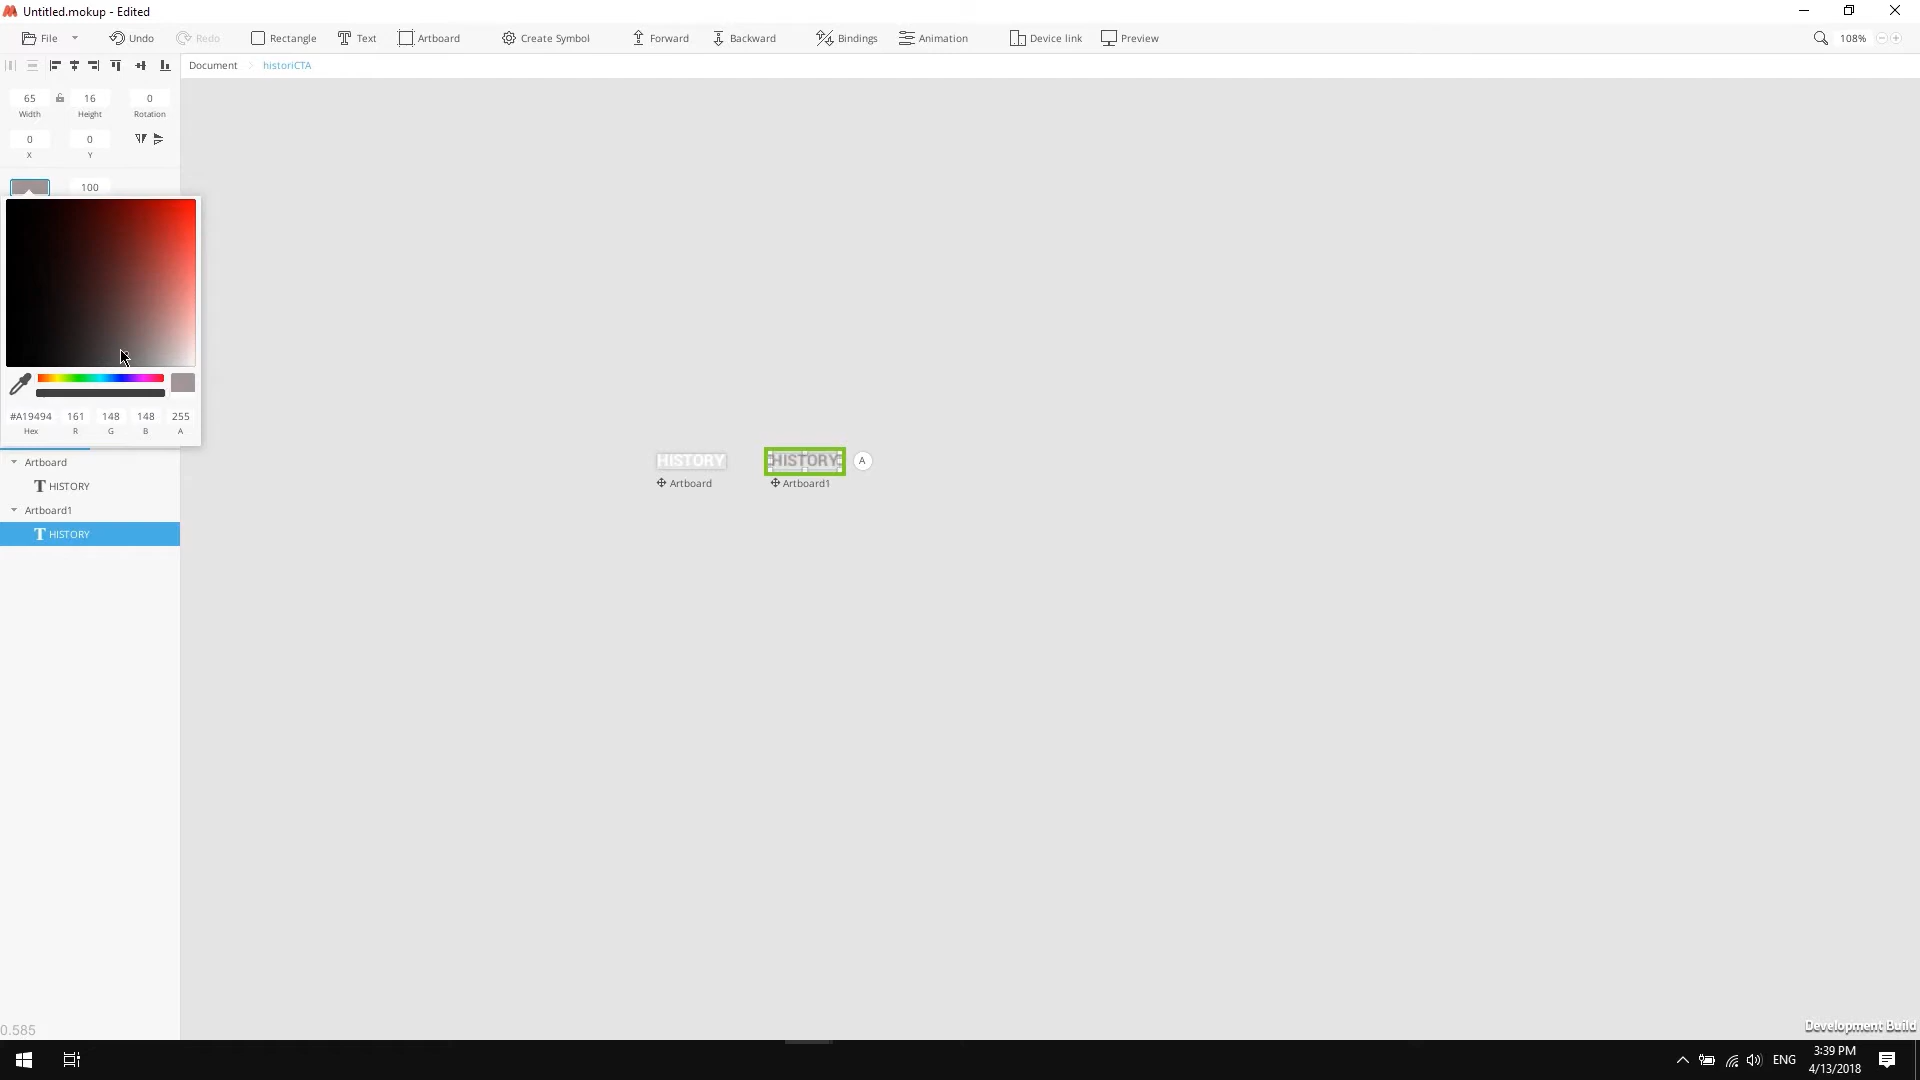 Untitled.mokup - Edited
File Undo Redo Rectangle Text Artboard Create Symbol Forward Backward Bindings Animation Device link Preview 108%
Document historiCTA
65 16 0
Width Height Rotation
0 0
X Y
100
#A19494 161 148 148 255
Hex R G B A
Artboard
T HISTORY
Artboard1
T HISTORY
HISTORY HISTORY A
Artboard Artboard1
0.585
Development Build
ENG 3:39 PM
4/13/2018